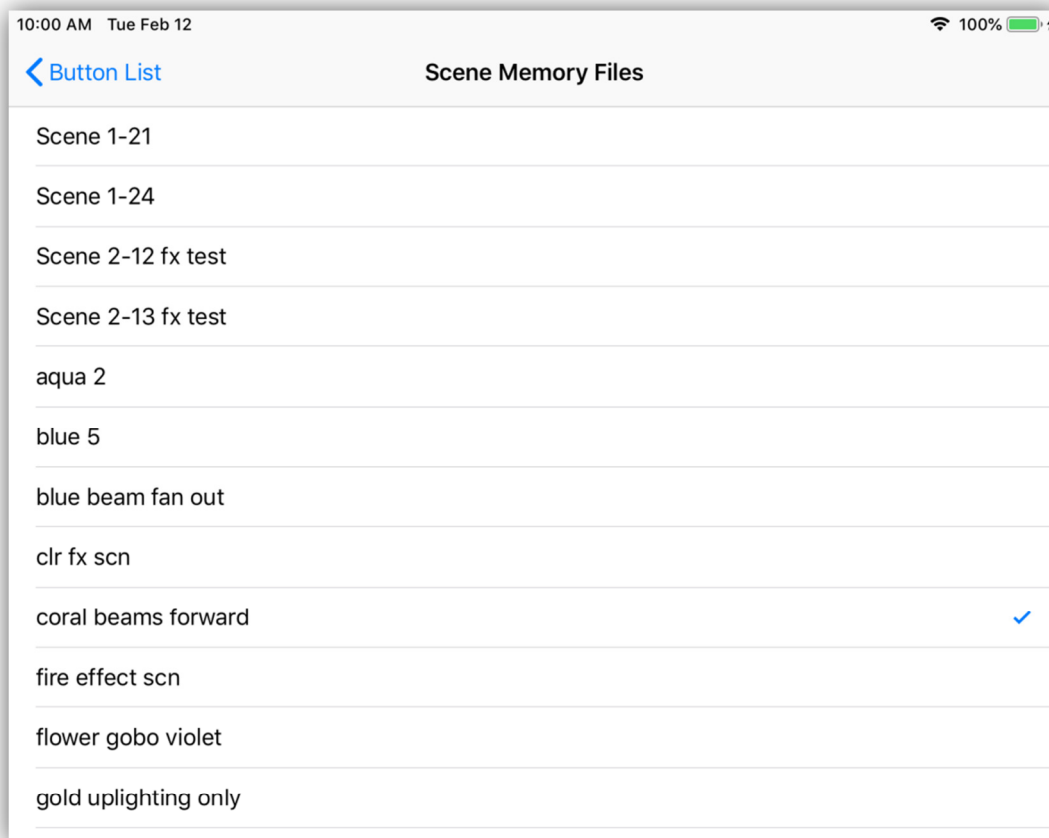 10:00 AM Tue Feb 12 100%
Button List Scene Memory Files
Scene 1-21
Scene 1-24
Scene 2-12 fx test
Scene 2-13 fx test
aqua 2
blue 5
blue beam fan out
clr fx scn
coral beams forward
fire effect scn
flower gobo violet
gold uplighting only